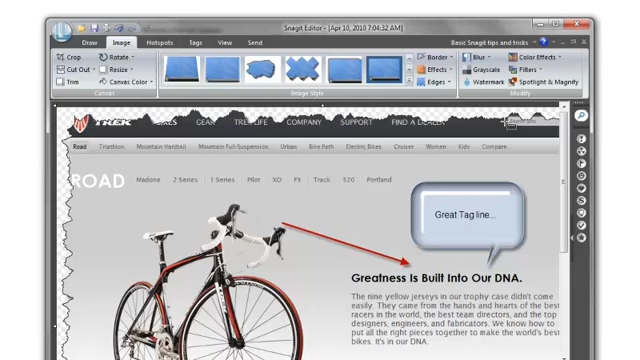 Snagit Editor - [Apr 10, 2010 7:04:32 AM]
Draw Image Hotspots Tags View Send Basic Snagit tips and tricks
Crop Rotate Border Blur Color Effects
Cut Out Resize Effects Grayscale Filters
Trim Canvas Color Edges Watermark Spotlight & Magnify
Canvas Image Style Modify
TREK GEAR TREK LIFE COMPANY SUPPORT FIND A DEALER
Road Triathlon Mountain Hardtail Mountain Full-Suspension Urban Bike Path Electric Bikes Cruiser Women Kids Compare
ROAD Madone 2 Series 1 Series Pilot XO FX Track 520 Portland
Great Tag line...
Greatness Is Built Into Our DNA.
The nine yellow jerseys in our trophy case didn't come
easily. They came from the hands and hearts of the best
racers in the world, the best team directors, and the top
designers, engineers, and fabricators. We know how to
put all the right pieces together to make the world's best
bikes. It's in our DNA.